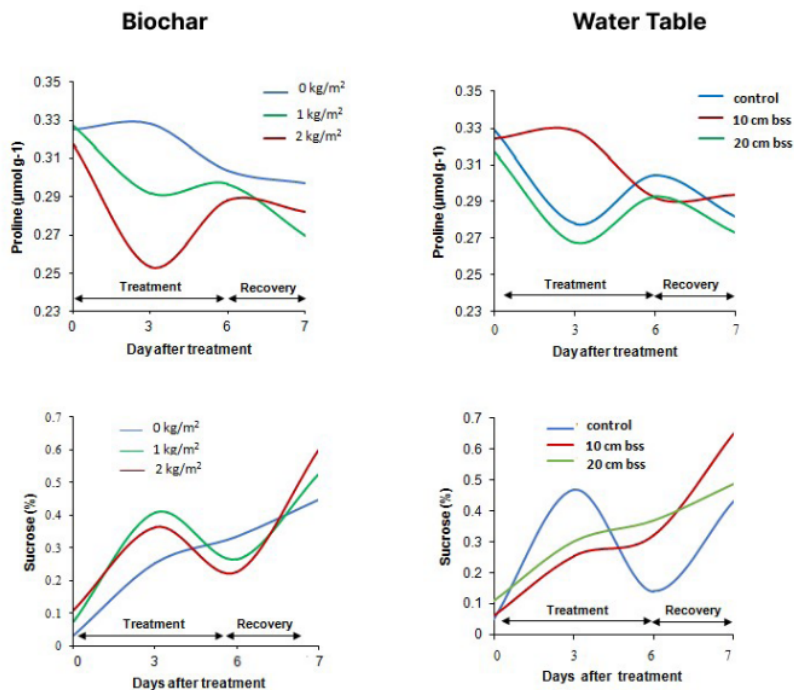 Biochar
Water Table
0.35
0.33
0.31
0.29
0.27
0.25
0.23
Proline (µmol g-1)
0 kg/m²
1 kg/m²
2 kg/m²
Treatment
Recovery
0 3 6 7
Day after treatment
0.35
0.33
0.31
0.29
0.27
0.25
0.23
Proline (µmol g-1)
control
10 cm bss
20 cm bss
Treatment
Recovery
0 3 6 7
Day after treatment
0.7
0.6
0.5
0.4
0.3
0.2
0.1
0
Sucrose (%)
0 kg/m²
1 kg/m²
2 kg/m²
Treatment
Recovery
0 3 6 7
Days after treatment
0.7
0.6
0.5
0.4
0.3
0.2
0.1
0
Sucrose (%)
control
10 cm bss
20 cm bss
Treatment
Recovery
0 3 6 7
Days after treatment